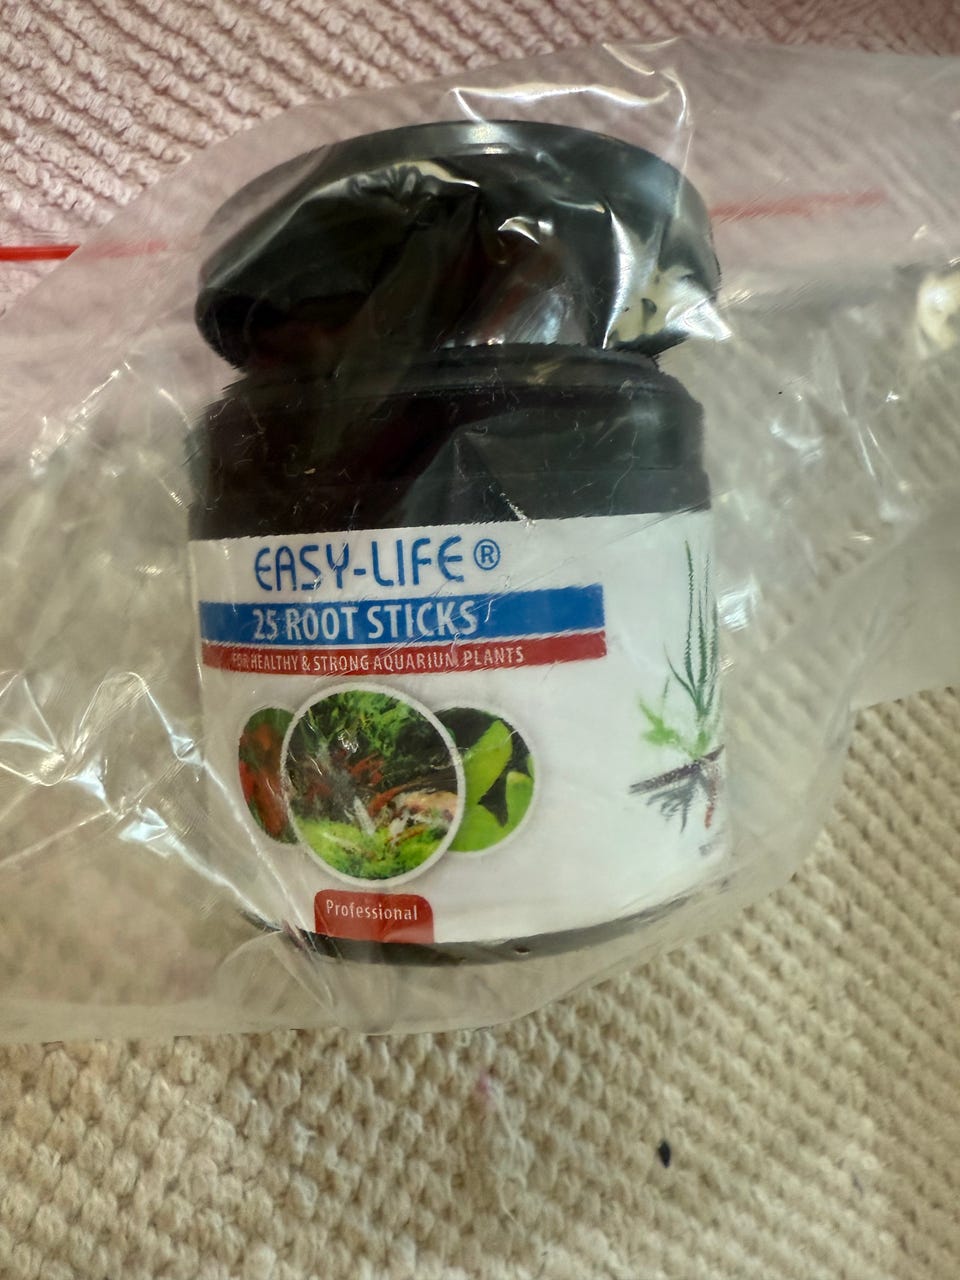 EASY-LIFE®
25 ROOT STICKS
FOR HEALTHY & STRONG AQUARIUM PLANTS
Professional